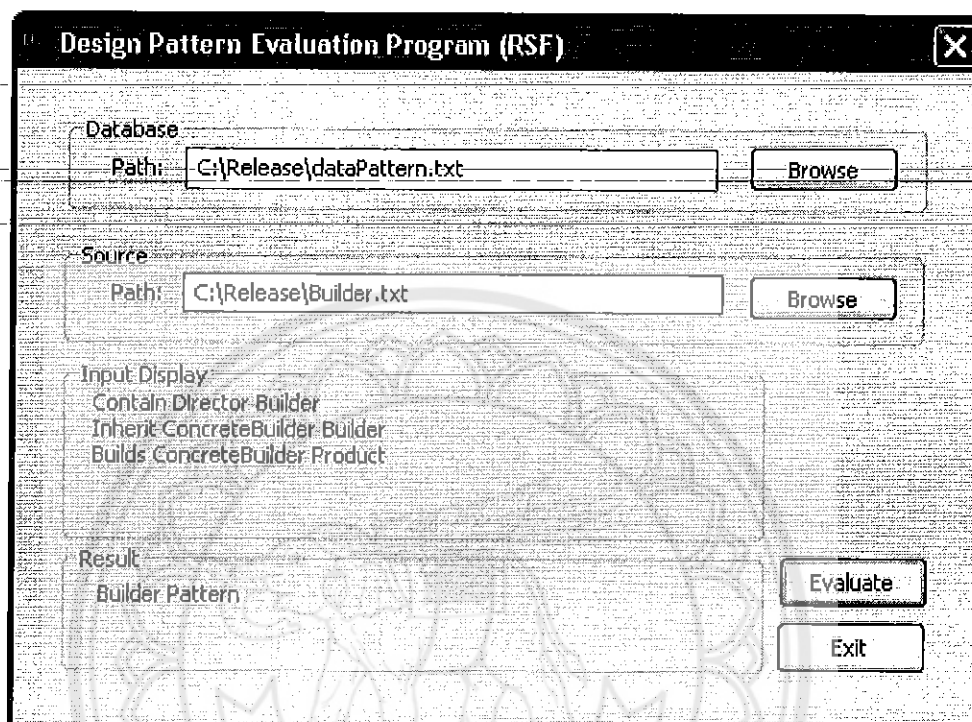 Design Pattern Evaluation Program (RSF)
Database
Path: C:\Release\dataPattern.txt Browse
Source
Path: C:\Release\Builder.txt Browse
Input Display
Contain Director Builder
Inherit ConcreteBuilder Builder
Builds ConcreteBuilder Product
Result
Builder Pattern
Evaluate
Exit